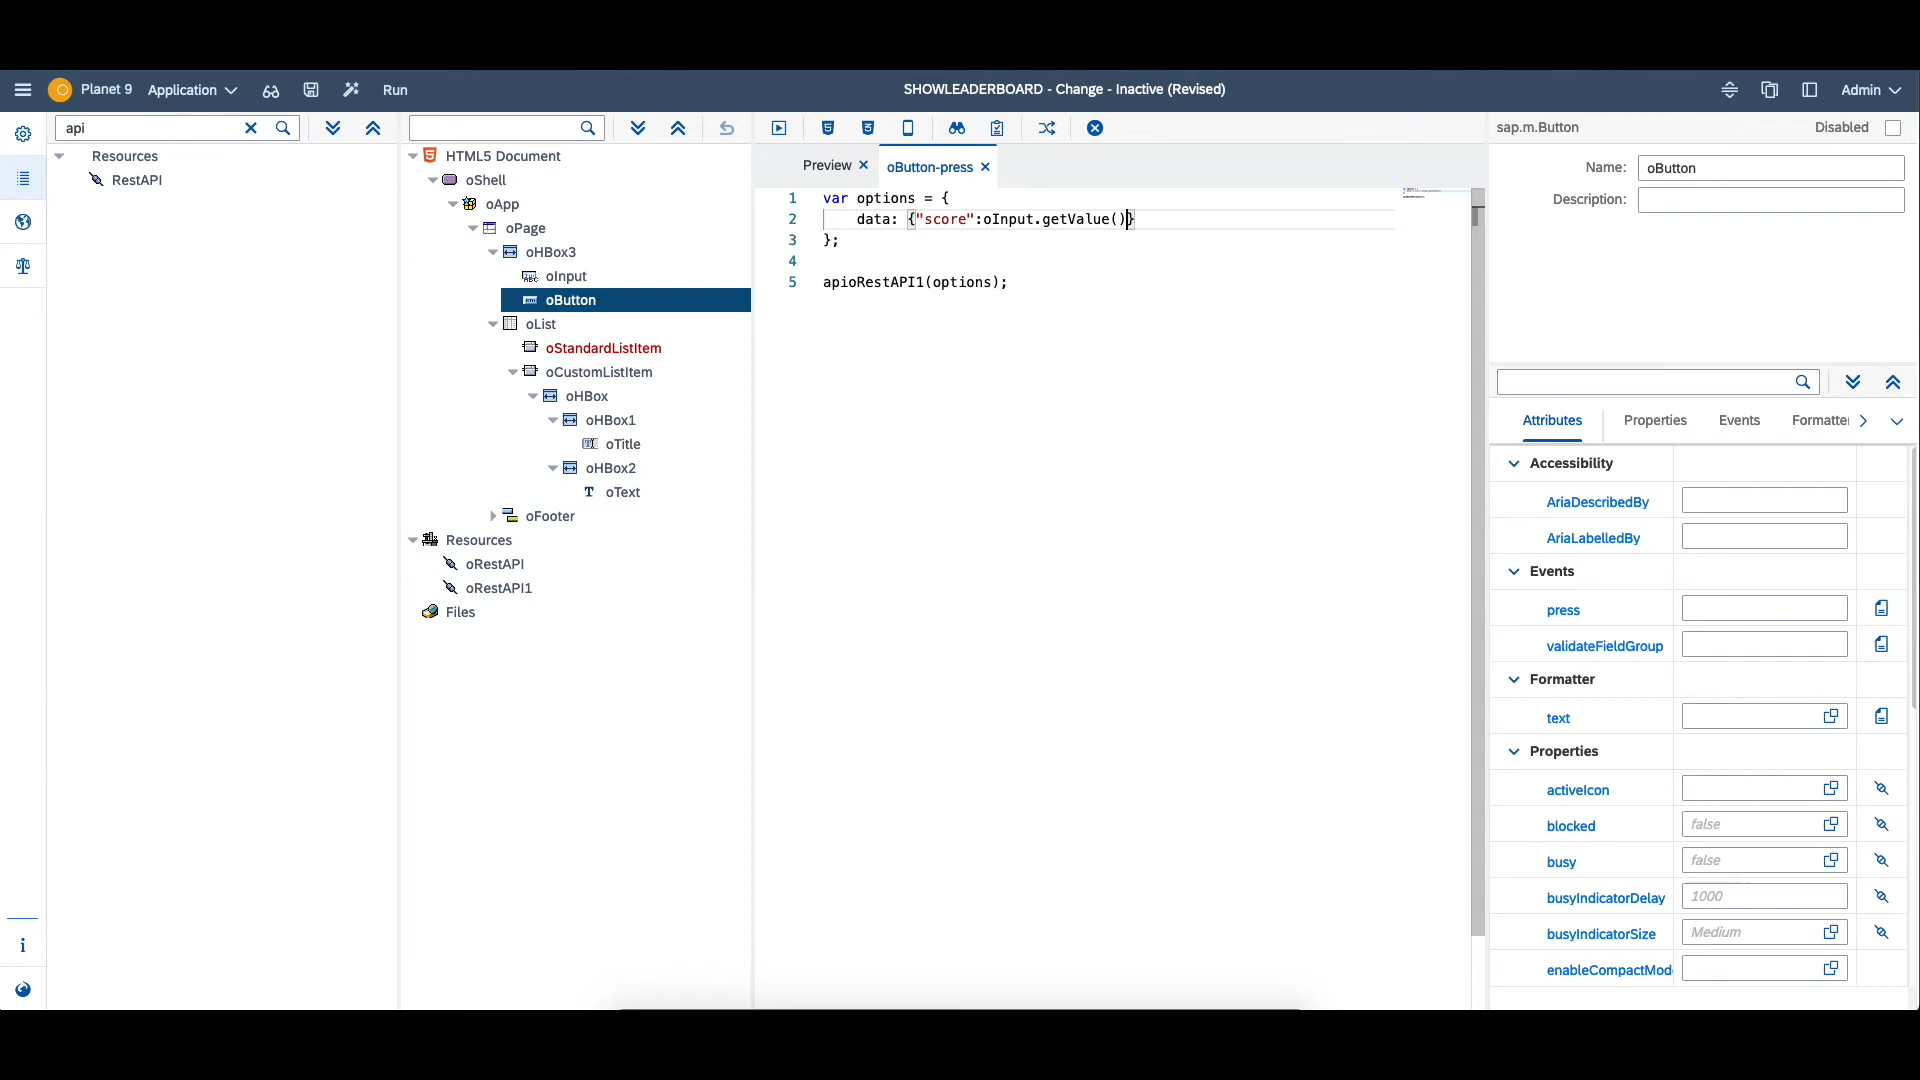 Planet 9
Application
Run
SHOWLEADERBOARD - Change - Inactive (Revised)
Admin
api
Resources
RestAPI
HTML5 Document
oShell
oApp
oPage
oHBox3
oInput
oButton
oList
oStandardListItem
oCustomListItem
oHBox
oHBox1
oTitle
oHBox2
oText
oFooter
Resources
oRestAPI
oRestAPI1
Files
Preview
oButton-press
1 var options = {
2 data: {"score":oInput.getValue()}
3 };
4
5 apioRestAPI1(options);
sap.m.Button
Disabled
Name: oButton
Description:
Attributes
Properties
Events
Formatter
Accessibility
AriaDescribedBy
AriaLabelledBy
Events
press
validateFieldGroup
Formatter
text
Properties
activeIcon
blocked false
busy false
busyIndicatorDelay 1000
busyIndicatorSize Medium
enableCompactMod